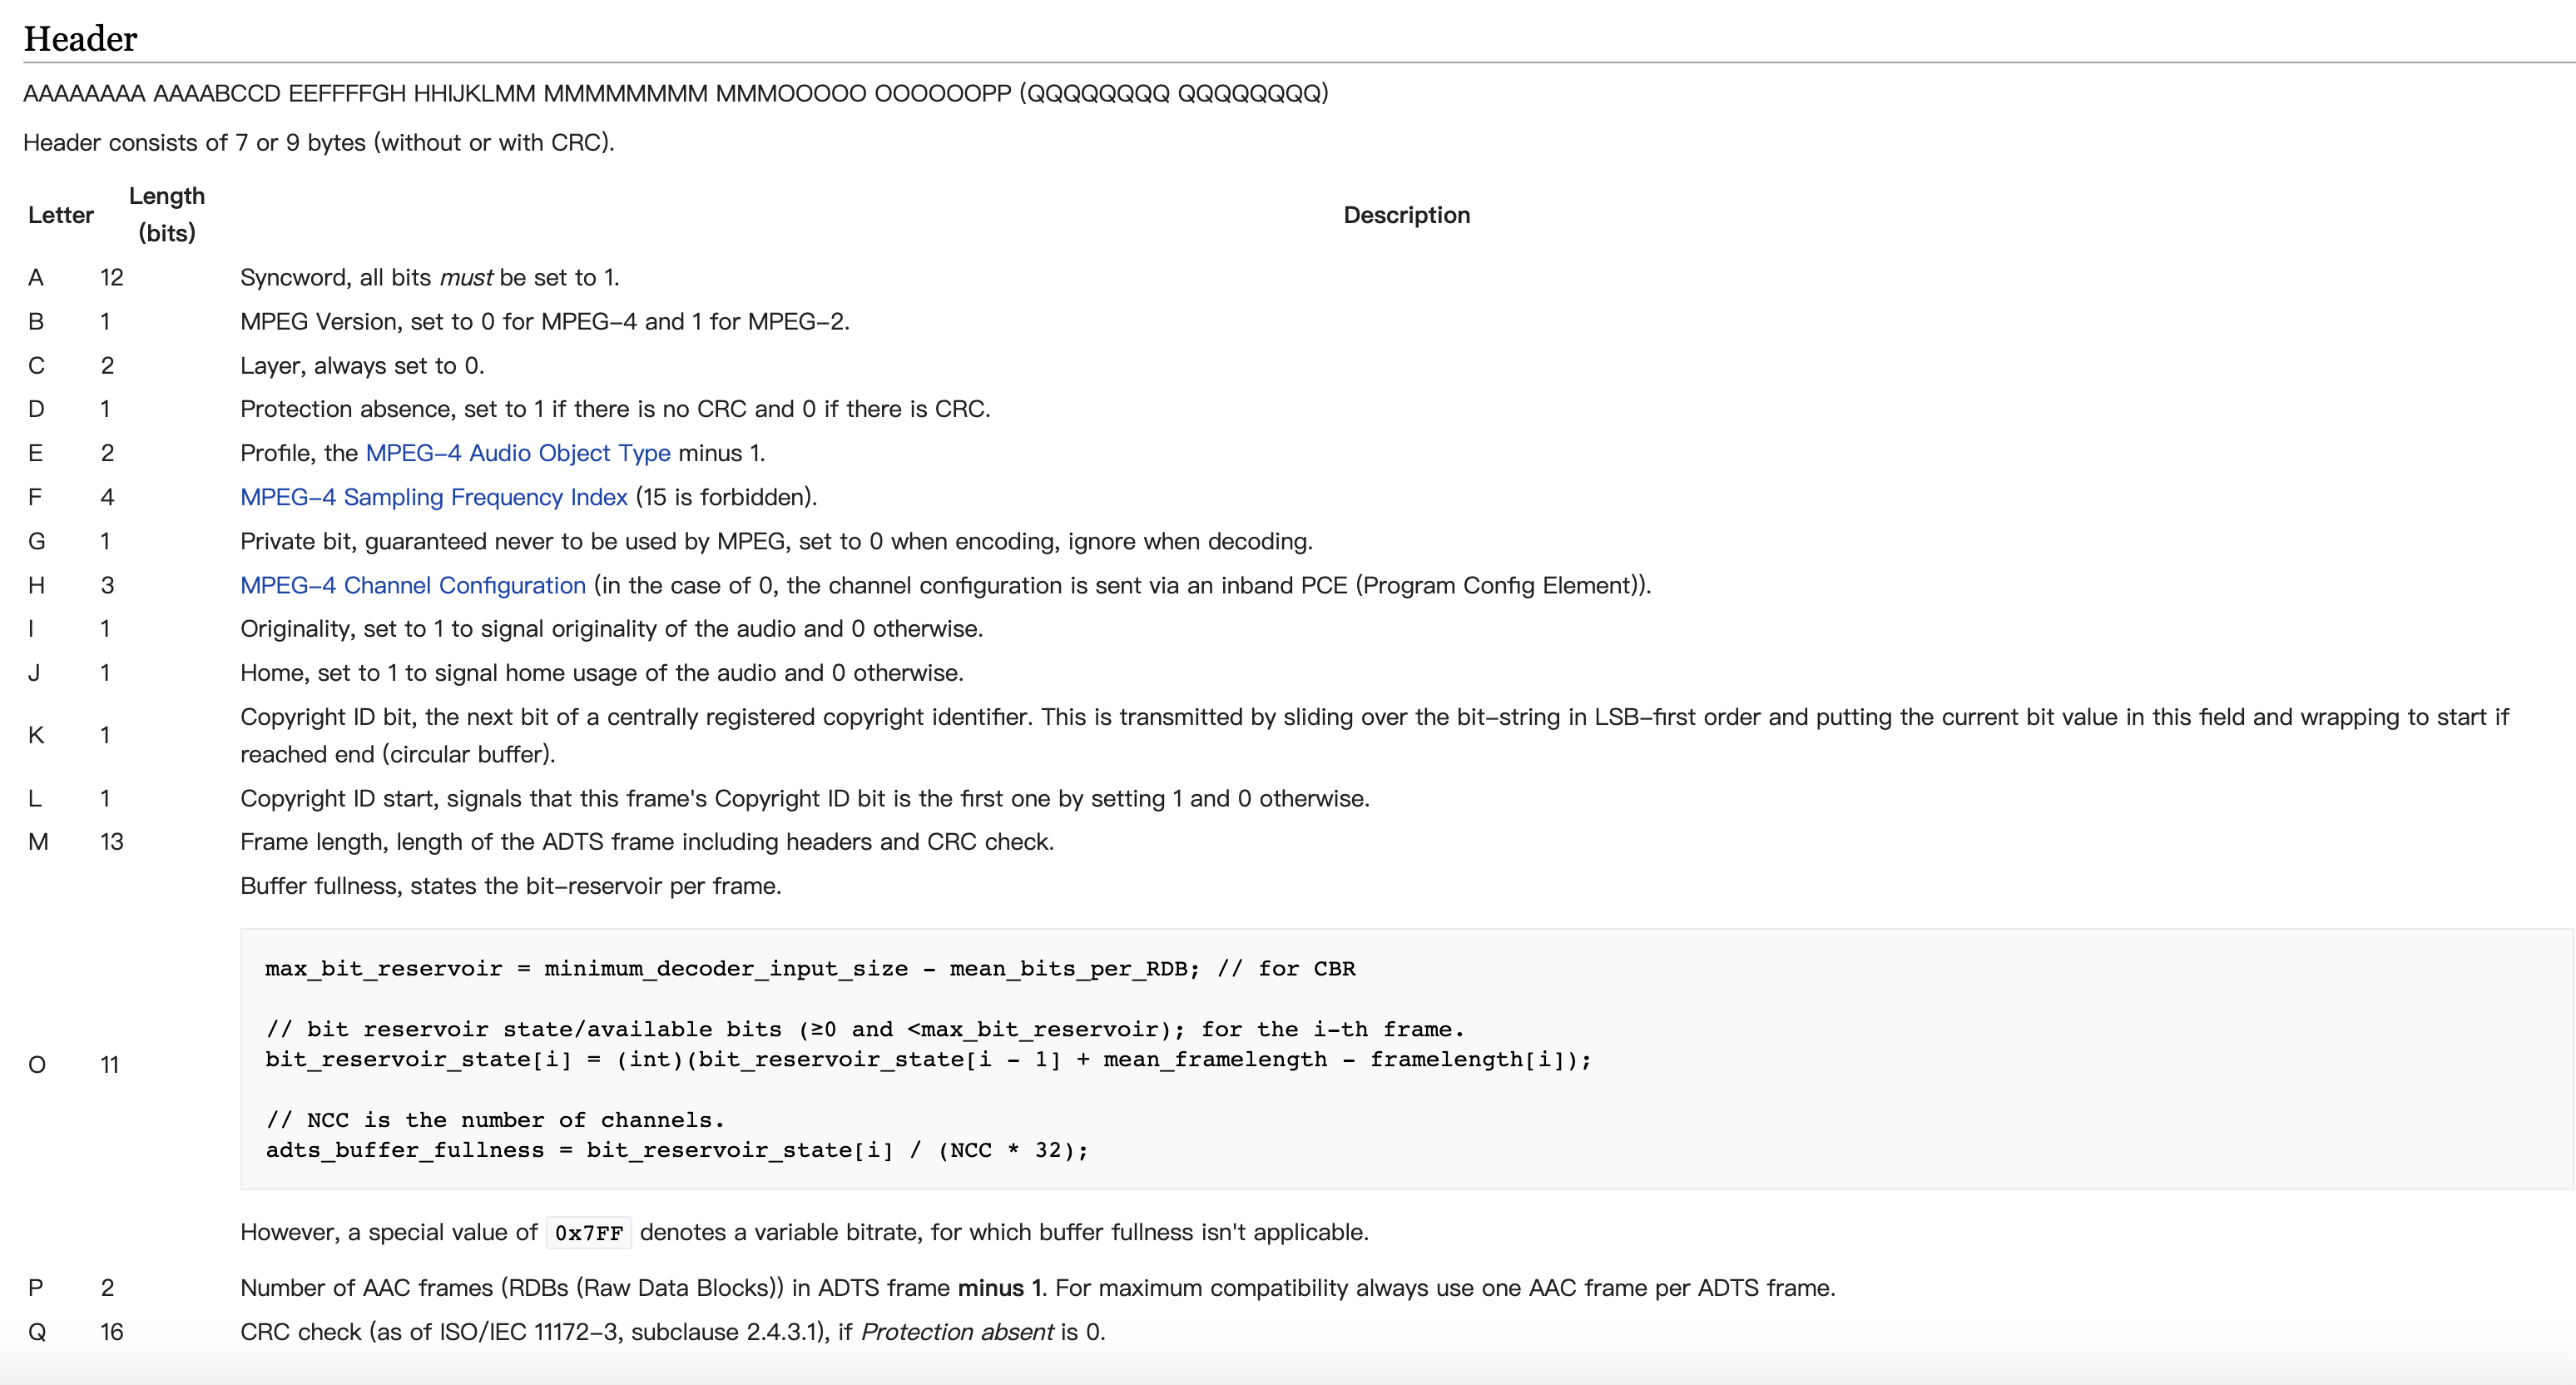 Header
AAAAAAAA AAAABCCD EEFFFFGH HHIJKLMM MMMMMMMM MMMOOOOO OOOOOOPP (QQQQQQQQ QQQQQQQQ)
Header consists of 7 or 9 bytes (without or with CRC).
Letter Length (bits) Description
A 12 Syncword, all bits must be set to 1.
B 1 MPEG Version, set to 0 for MPEG-4 and 1 for MPEG-2.
C 2 Layer, always set to 0.
D 1 Protection absence, set to 1 if there is no CRC and 0 if there is CRC.
E 2 Profile, the MPEG-4 Audio Object Type minus 1.
F 4 MPEG-4 Sampling Frequency Index (15 is forbidden).
G 1 Private bit, guaranteed never to be used by MPEG, set to 0 when encoding, ignore when decoding.
H 3 MPEG-4 Channel Configuration (in the case of 0, the channel configuration is sent via an inband PCE (Program Config Element)).
I 1 Originality, set to 1 to signal originality of the audio and 0 otherwise.
J 1 Home, set to 1 to signal home usage of the audio and 0 otherwise.
K 1 Copyright ID bit, the next bit of a centrally registered copyright identifier. This is transmitted by sliding over the bit-string in LSB-first order and putting the current bit value in this field and wrapping to start if
reached end (circular buffer).
L 1 Copyright ID start, signals that this frame's Copyright ID bit is the first one by setting 1 and 0 otherwise.
M 13 Frame length, length of the ADTS frame including headers and CRC check.
O 11 Buffer fullness, states the bit-reservoir per frame.
max_bit_reservoir = minimum_decoder_input_size - mean_bits_per_RDB; // for CBR
// bit reservoir state/available bits (≥0 and <max_bit_reservoir); for the i-th frame.
bit_reservoir_state[i] = (int)(bit_reservoir_state[i - 1] + mean_framelength - framelength[i]);
// NCC is the number of channels.
adts_buffer_fullness = bit_reservoir_state[i] / (NCC * 32);
However, a special value of 0x7FF denotes a variable bitrate, for which buffer fullness isn't applicable.
P 2 Number of AAC frames (RDBs (Raw Data Blocks)) in ADTS frame minus 1. For maximum compatibility always use one AAC frame per ADTS frame.
Q 16 CRC check (as of ISO/IEC 11172-3, subclause 2.4.3.1), if Protection absent is 0.